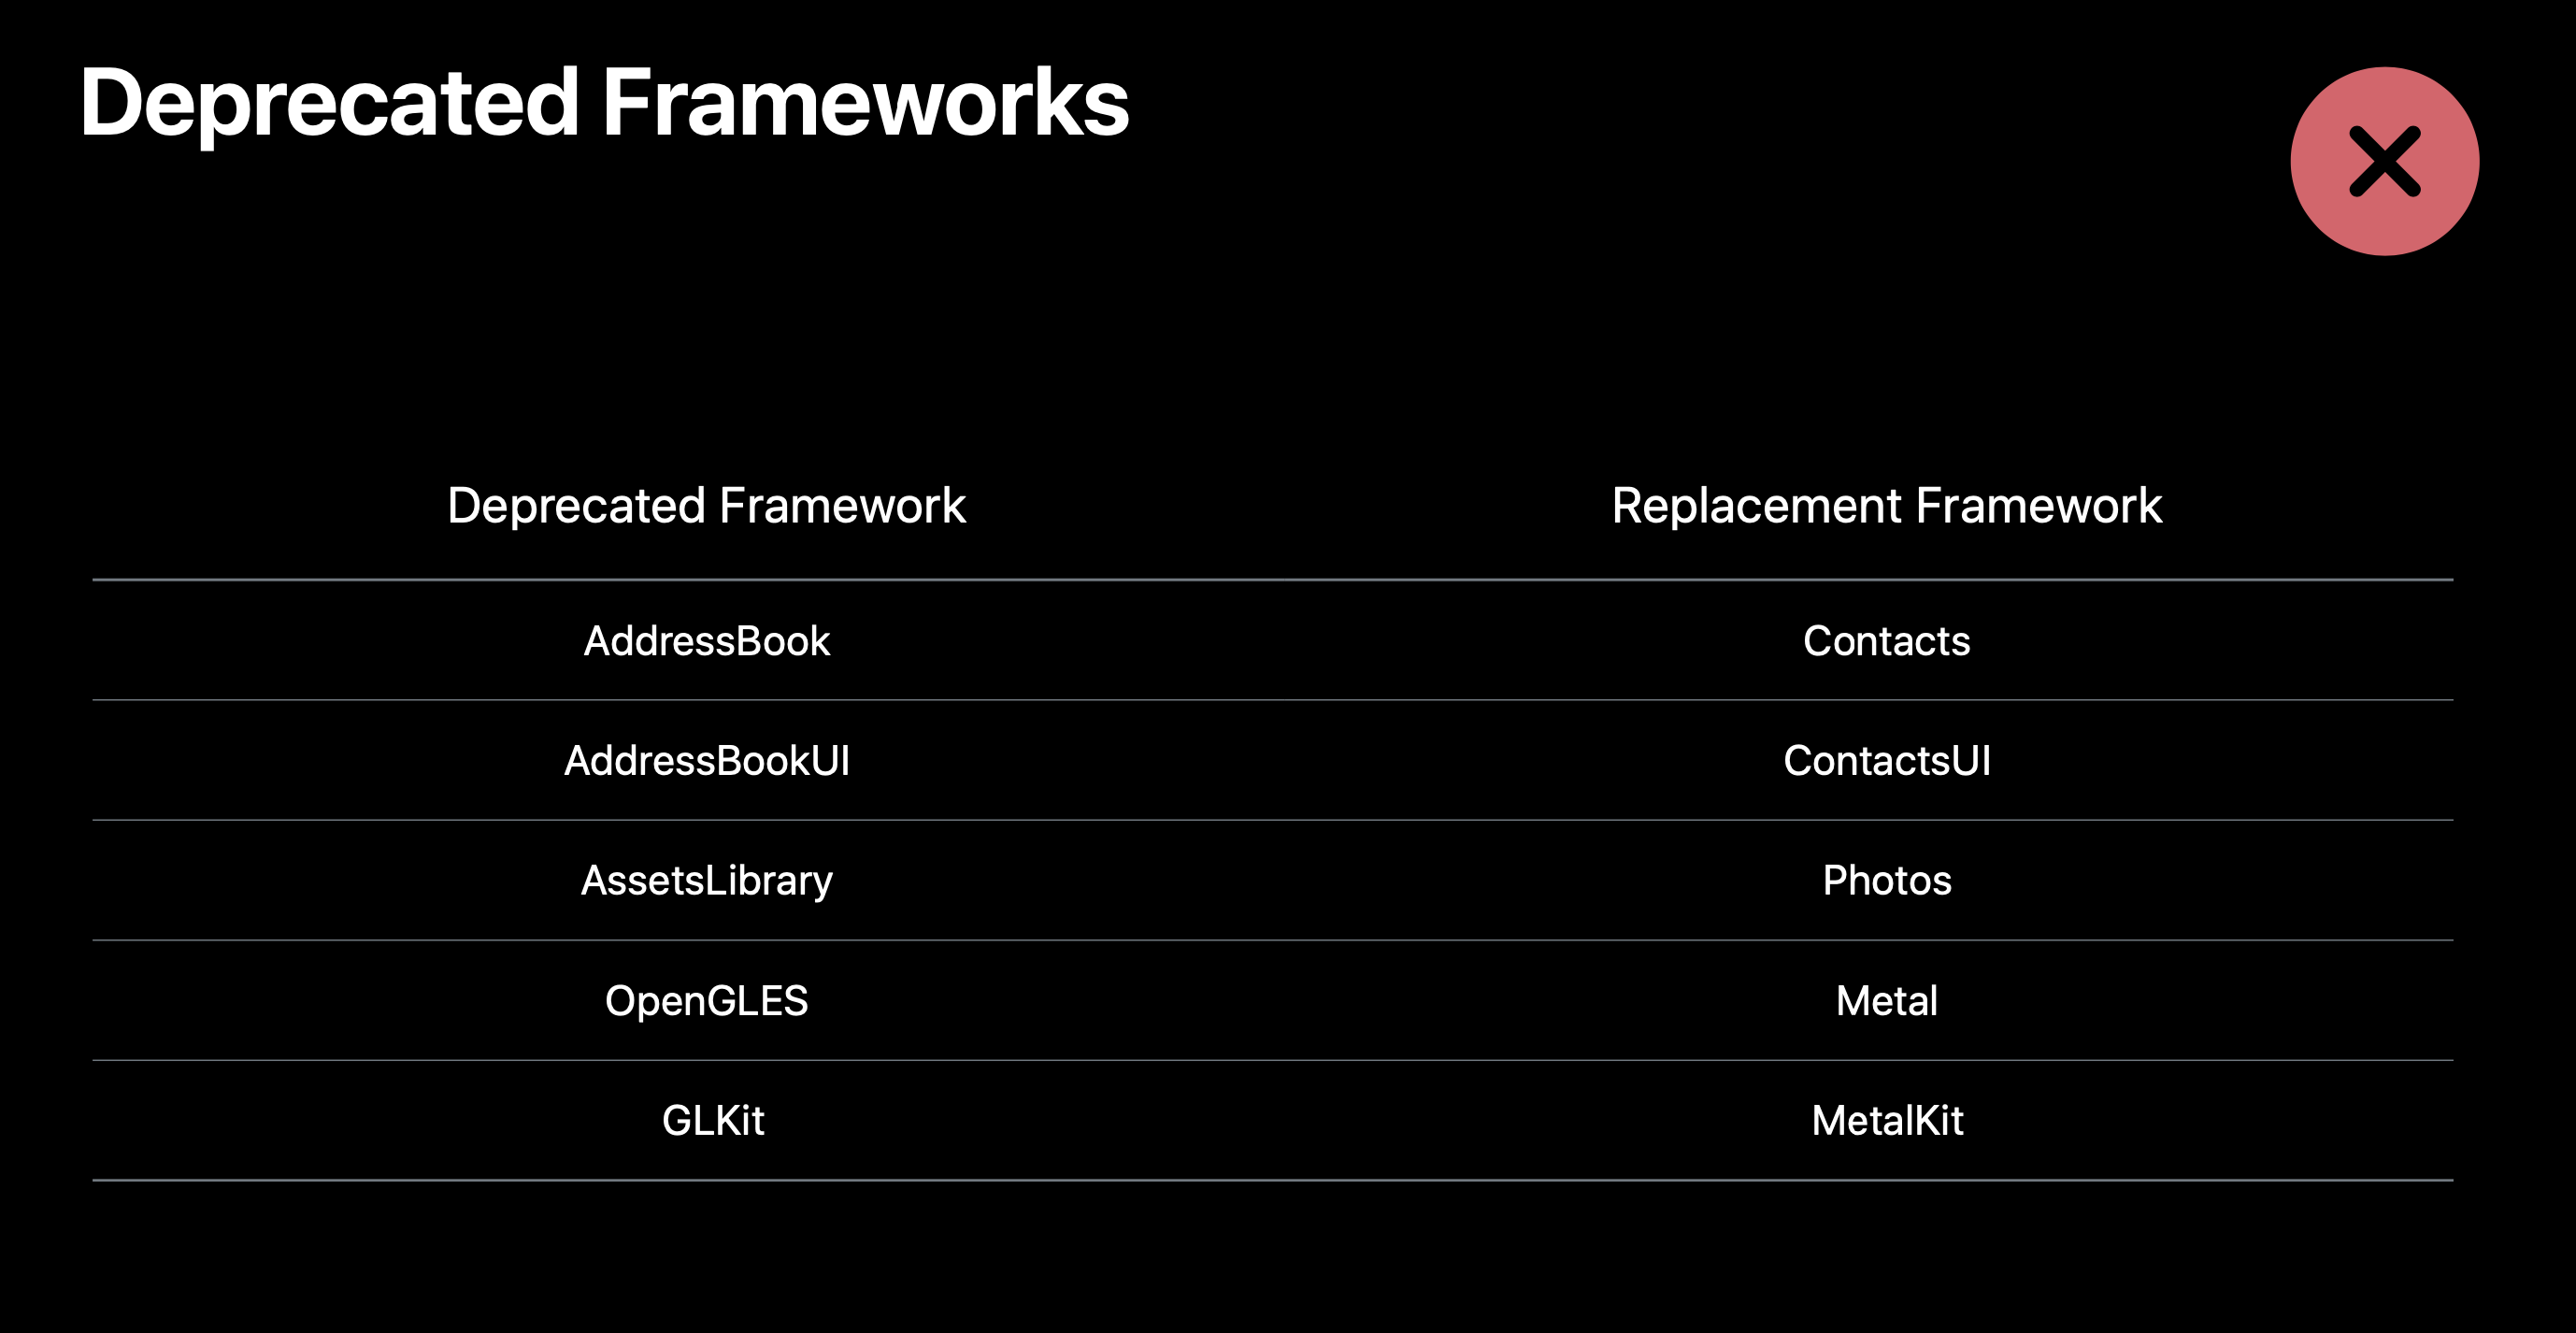 Deprecated Frameworks
Deprecated Framework Replacement Framework
AddressBook Contacts
AddressBookUI ContactsUI
AssetsLibrary Photos
OpenGLES Metal
GLKit MetalKit